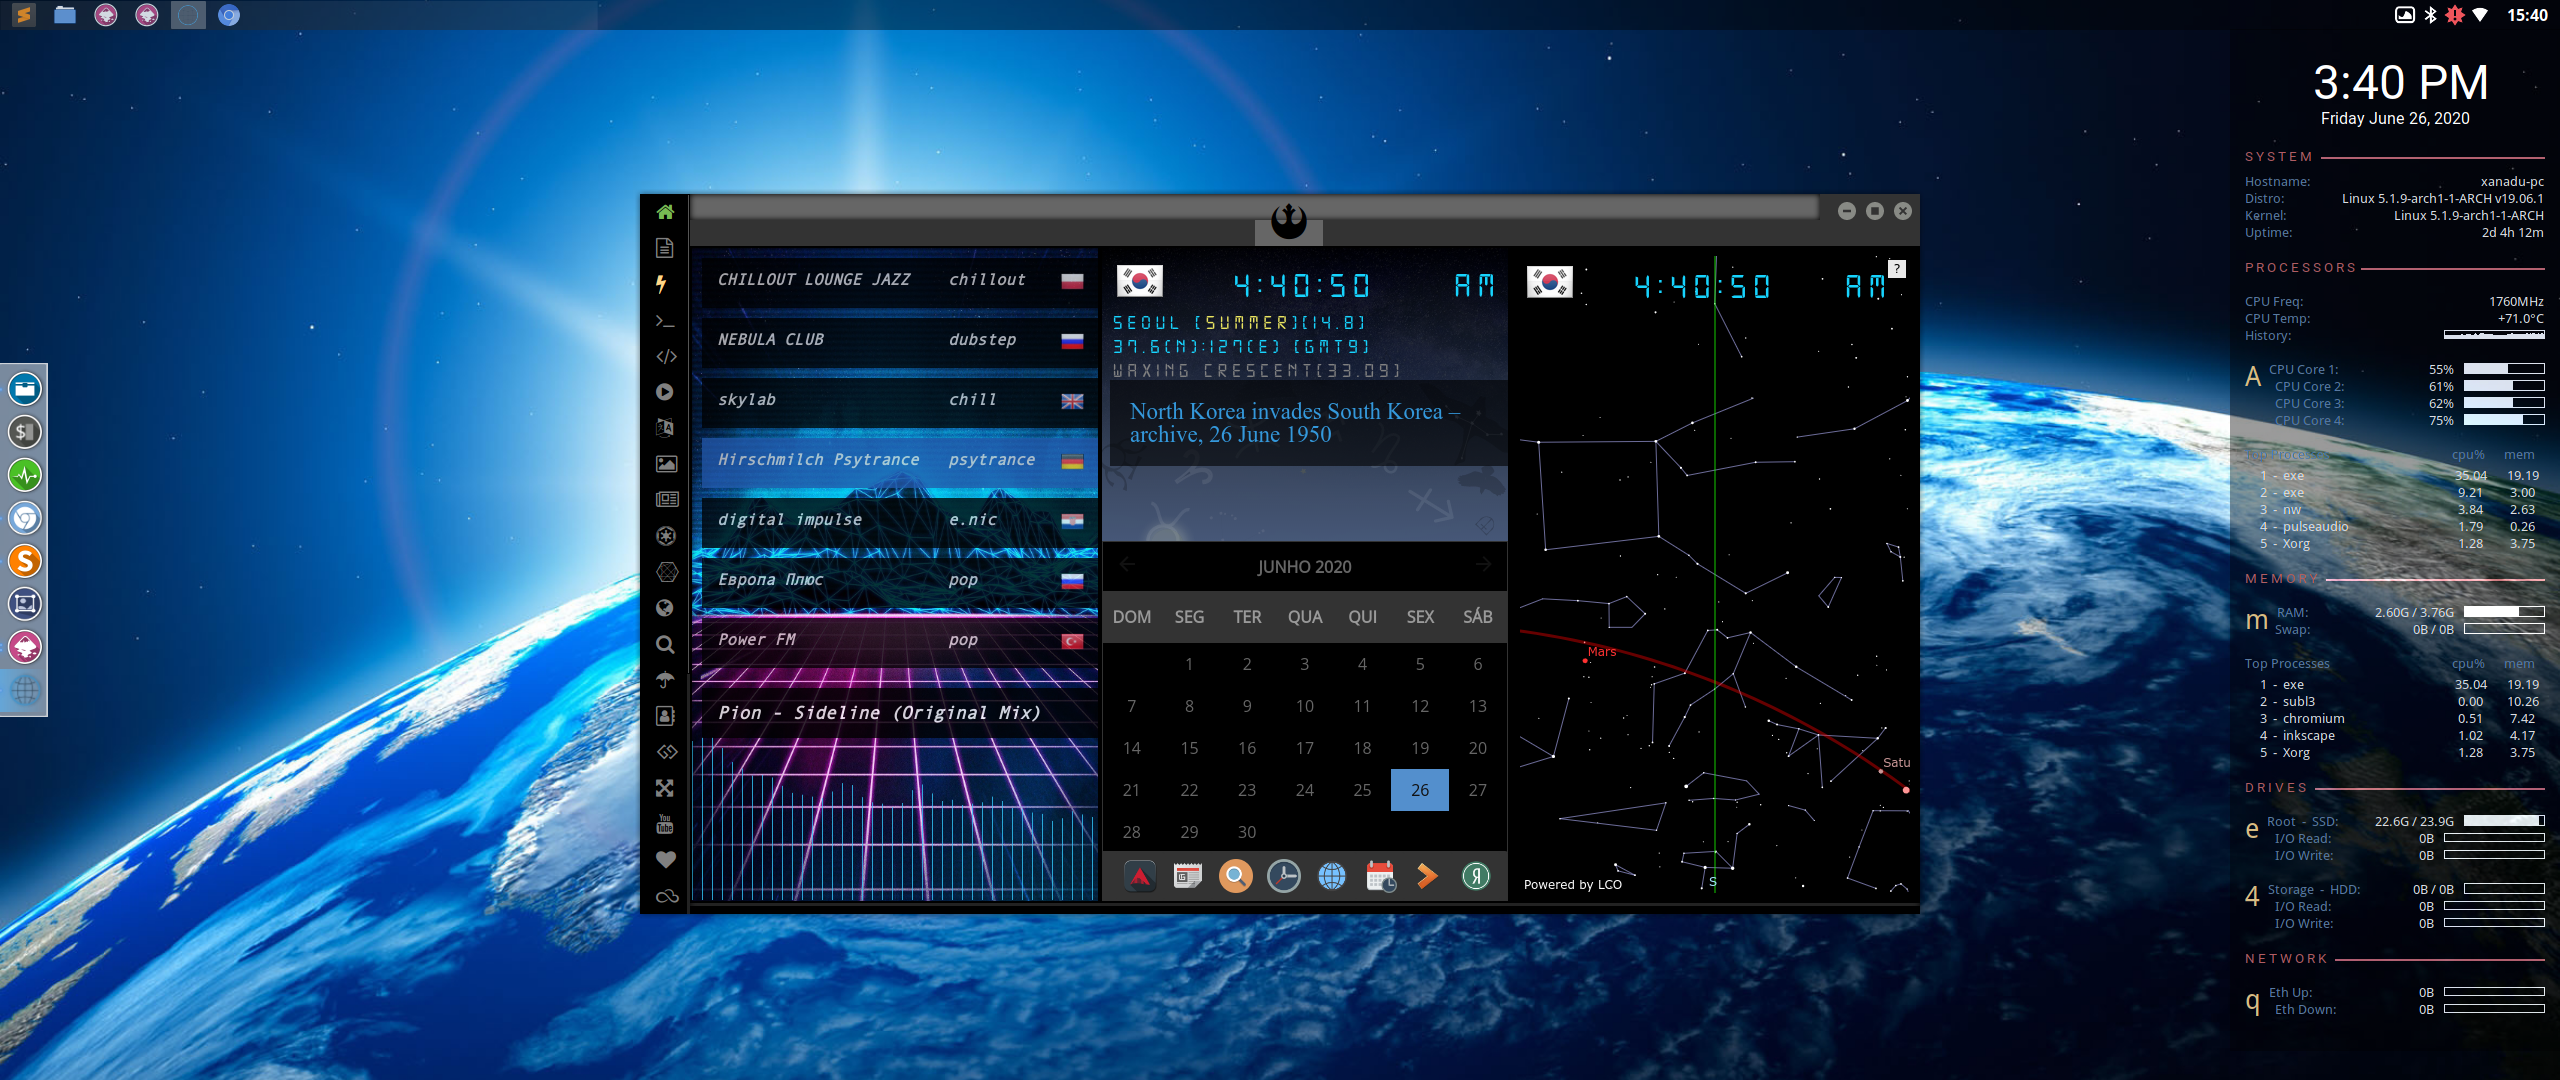 15:40
3:40 PM
Friday June 26, 2020
SYSTEM
Hostname: xanadu-pc
Distro: Linux 5.1.9-arch1-1-ARCH v19.06.1
Kernel: Linux 5.1.9-arch1-1-ARCH
Uptime: 2d 4h 12m
PROCESSORS
CPU Freq: 1760MHz
CPU Temp: +71.0°C
History:
A CPU Core 1: 55%
CPU Core 2: 61%
CPU Core 3: 62%
CPU Core 4: 75%
Top Processes cpu% mem
1 - exe 35.04 19.19
2 - exe 9.21 3.00
3 - nw 3.84 2.63
4 - pulseaudio 1.79 0.26
5 - Xorg 1.28 3.75
MEMORY
m RAM: 2.60G / 3.76G
Swap: 0B / 0B
Top Processes cpu% mem
1 - exe 35.04 19.19
2 - subl3 0.00 10.26
3 - chromium 0.51 7.42
4 - inkscape 1.02 4.17
5 - Xorg 1.28 3.75
DRIVES
e Root - SSD: 22.6G / 23.9G
I/O Read: 0B
I/O Write: 0B
4 Storage - HDD: 0B / 0B
I/O Read: 0B
I/O Write: 0B
NETWORK
q Eth Up: 0B
Eth Down: 0B
CHILLOUT LOUNGE JAZZ chillout
NEBULA CLUB dubstep
skylab chill
Hirschmilch Psytrance psytrance
digital impulse e.nic
Европа Плюс pop
Power FM pop
Pion - Sideline (Original Mix)
You
Tube
4:40:50 AM
SEOUL [SUMMER][14.8]
37.6(N):127(E) [GMT9]
WAXING CRESCENT[33.09]
North Korea invades South Korea –
archive, 26 June 1950
JUNHO 2020
DOM SEG TER QUA QUI SEX SÁB
1 2 3 4 5 6
7 8 9 10 11 12 13
14 15 16 17 18 19 20
21 22 23 24 25 26 27
28 29 30
Я
4:40:50 AM
?
Mars
Satu
S
Powered by LCO